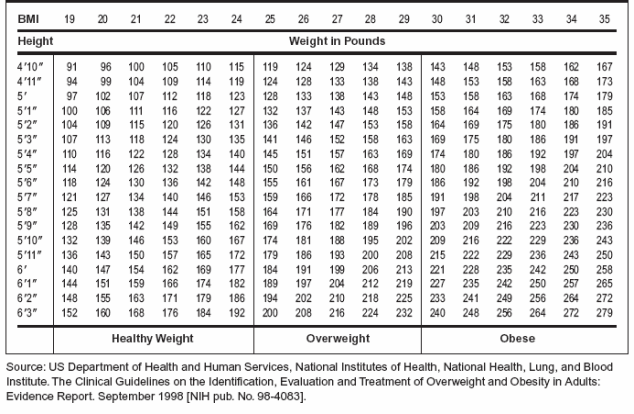 BMI 19 20 21 22 23 24 25 26 27 28 29 30 31 32 33 34 35
Height Weight in Pounds
4′10″ 91 96 100 105 110 115 119 124 129 134 138 143 148 153 158 162 167
4′11″ 94 99 104 109 114 119 124 128 133 138 143 148 153 158 163 168 173
5′ 97 102 107 112 118 123 128 133 138 143 148 153 158 163 168 174 179
5′1″ 100 106 111 116 122 127 132 137 143 148 153 158 164 169 174 180 185
5′2″ 104 109 115 120 126 131 136 142 147 153 158 164 169 175 180 186 191
5′3″ 107 113 118 124 130 135 141 146 152 158 163 169 175 180 186 191 197
5′4″ 110 116 122 128 134 140 145 151 157 163 169 174 180 186 192 197 204
5′5″ 114 120 126 132 138 144 150 156 162 168 174 180 186 192 198 204 210
5′6″ 118 124 130 136 142 148 155 161 167 173 179 186 192 198 204 210 216
5′7″ 121 127 134 140 146 153 159 166 172 178 185 191 198 204 211 217 223
5′8″ 125 131 138 144 151 158 164 171 177 184 190 197 203 210 216 223 230
5′9″ 128 135 142 149 155 162 169 176 182 189 196 203 209 216 223 230 236
5′10″ 132 139 146 153 160 167 174 181 188 195 202 209 216 222 229 236 243
5′11″ 136 143 150 157 165 172 179 186 193 200 208 215 222 229 236 243 250
6′ 140 147 154 162 169 177 184 191 199 206 213 221 228 235 242 250 258
6′1″ 144 151 159 166 174 182 189 197 204 212 219 227 235 242 250 257 265
6′2″ 148 155 163 171 179 186 194 202 210 218 225 233 241 249 256 264 272
6′3″ 152 160 168 176 184 192 200 208 216 224 232 240 248 256 264 272 279
Healthy Weight Overweight Obese
Source: US Department of Health and Human Services, National Institutes of Health, National Health, Lung, and Blood
Institute. The Clinical Guidelines on the Identification, Evaluation and Treatment of Overweight and Obesity in Adults:
Evidence Report. September 1998 [NIH pub. No. 98-4083].